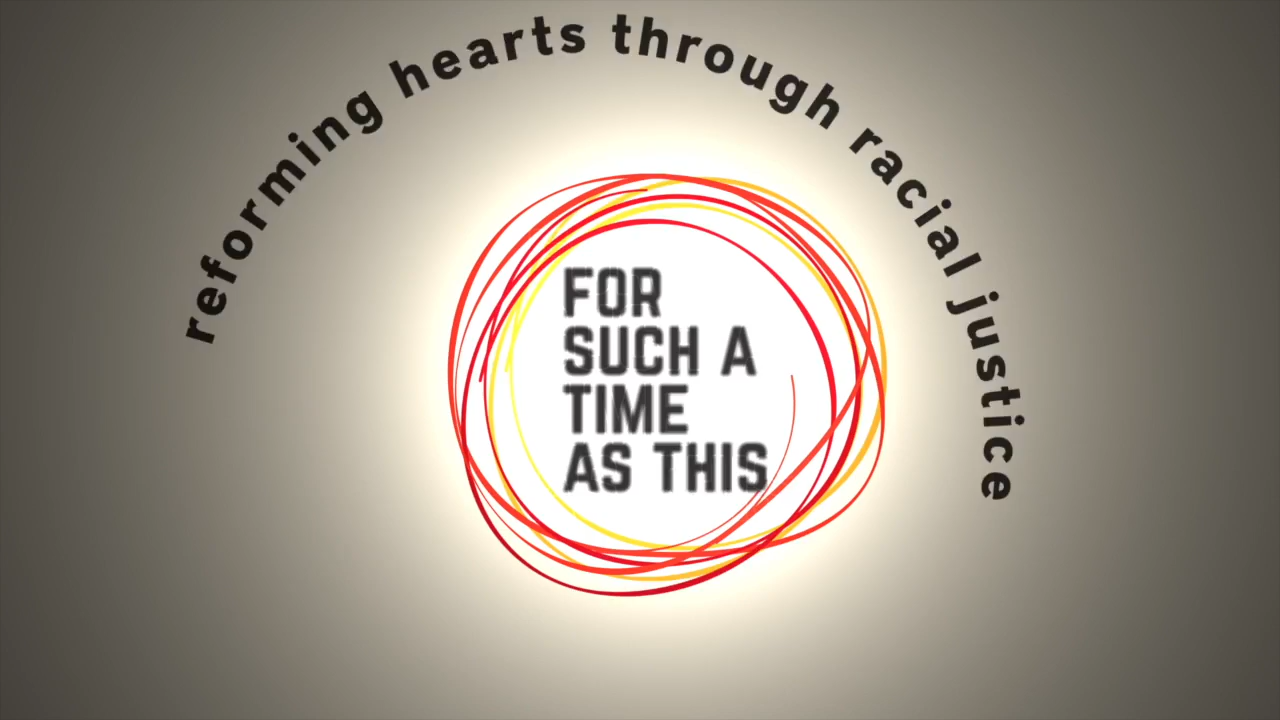 reforming hearts through racial justice
FOR
SUCH A
TIME
AS THIS